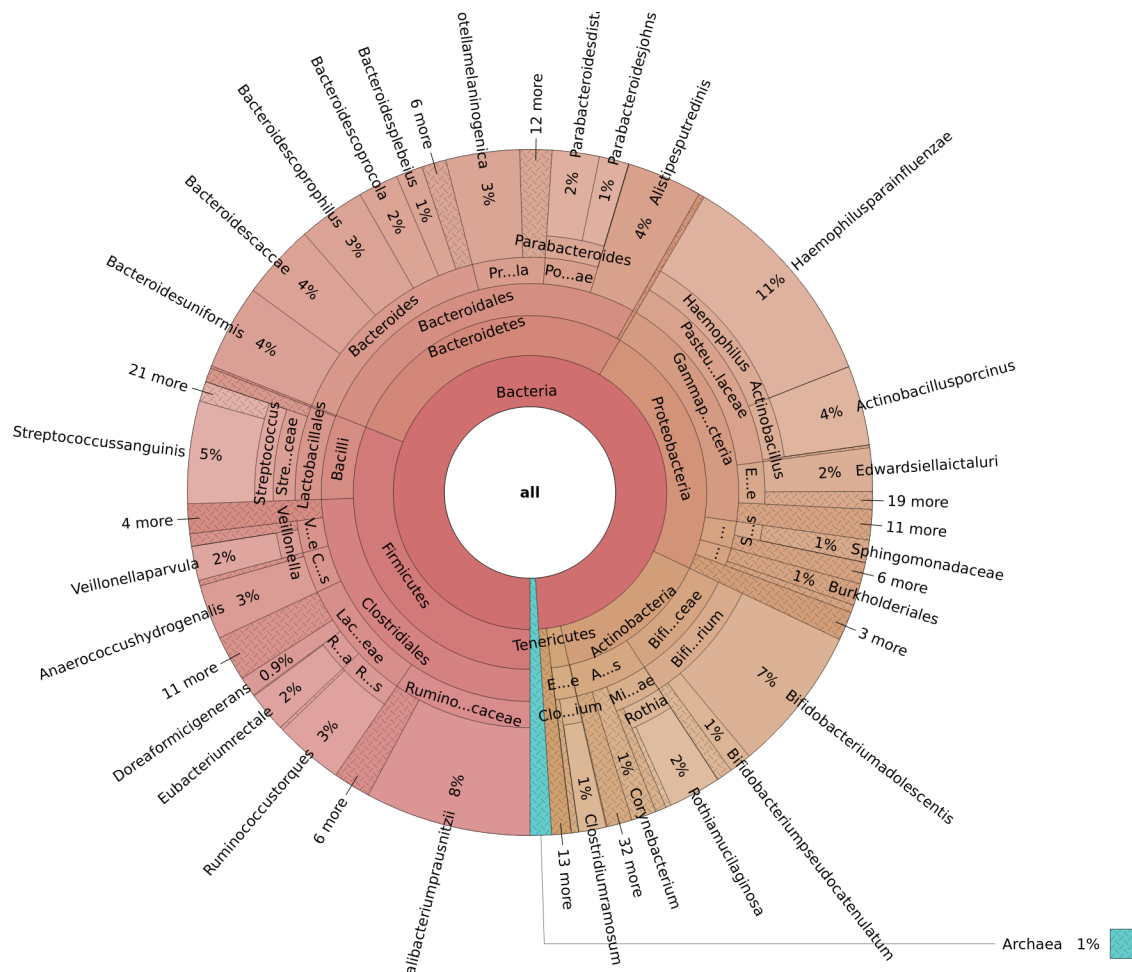 all
Bacteria
Bacteroidetes
Bacteroidales
Bacteroides
Pr...la
Po...ae
Parabacteroides
Proteobacteria
Gammap...cteria
Pasteu...laceae
Haemophilus
Actinobacillus
E...e
S...s
...
...
Actinobacteria
Bifi...ceae
Bifi...rium
A...s
Mi...ae
Rothia
Tenericutes
E...e
Clo...ium
Firmicutes
Clostridiales
Rumino...caceae
Lac...eae
R...s
R...a
C...s
V...e
Veillonella
Bacilli
Lactobacillales
Stre...ceae
Streptococcus
otellamelaninogenica 3%
12 more
Parabacteroidesdist 2%
Parabacteroidesjohns 1%
Alistipesputredinis 4%
Haemophilusparainfluenzae 11%
Actinobacillusporcinus 4%
Edwardsiellaictaluri 2%
19 more
11 more
Sphingomonadaceae 1%
6 more
Burkholderiales 1%
3 more
Bifidobacteriumadolescentis 7%
Bifidobacteriumpseudocatenulatum 1%
Rothiamucilaginosa 2%
Corynebacterium 1%
32 more
Clostridiumramosum 1%
13 more
Archaea 1%
alibacteriumprausnitzii 8%
6 more
Ruminococcustorques 3%
Eubacteriumrectale 2%
Doreaformicigenerans 0.9%
11 more
Anaerococcushydrogenalis 3%
Veillonellaparvula 2%
4 more
Streptococcussanguinis 5%
21 more
Bacteroidesuniformis 4%
Bacteroidescaccae 4%
Bacteroidescoprophilus 3%
Bacteroidescoprocola 2%
Bacteroidesplebeius 1%
6 more